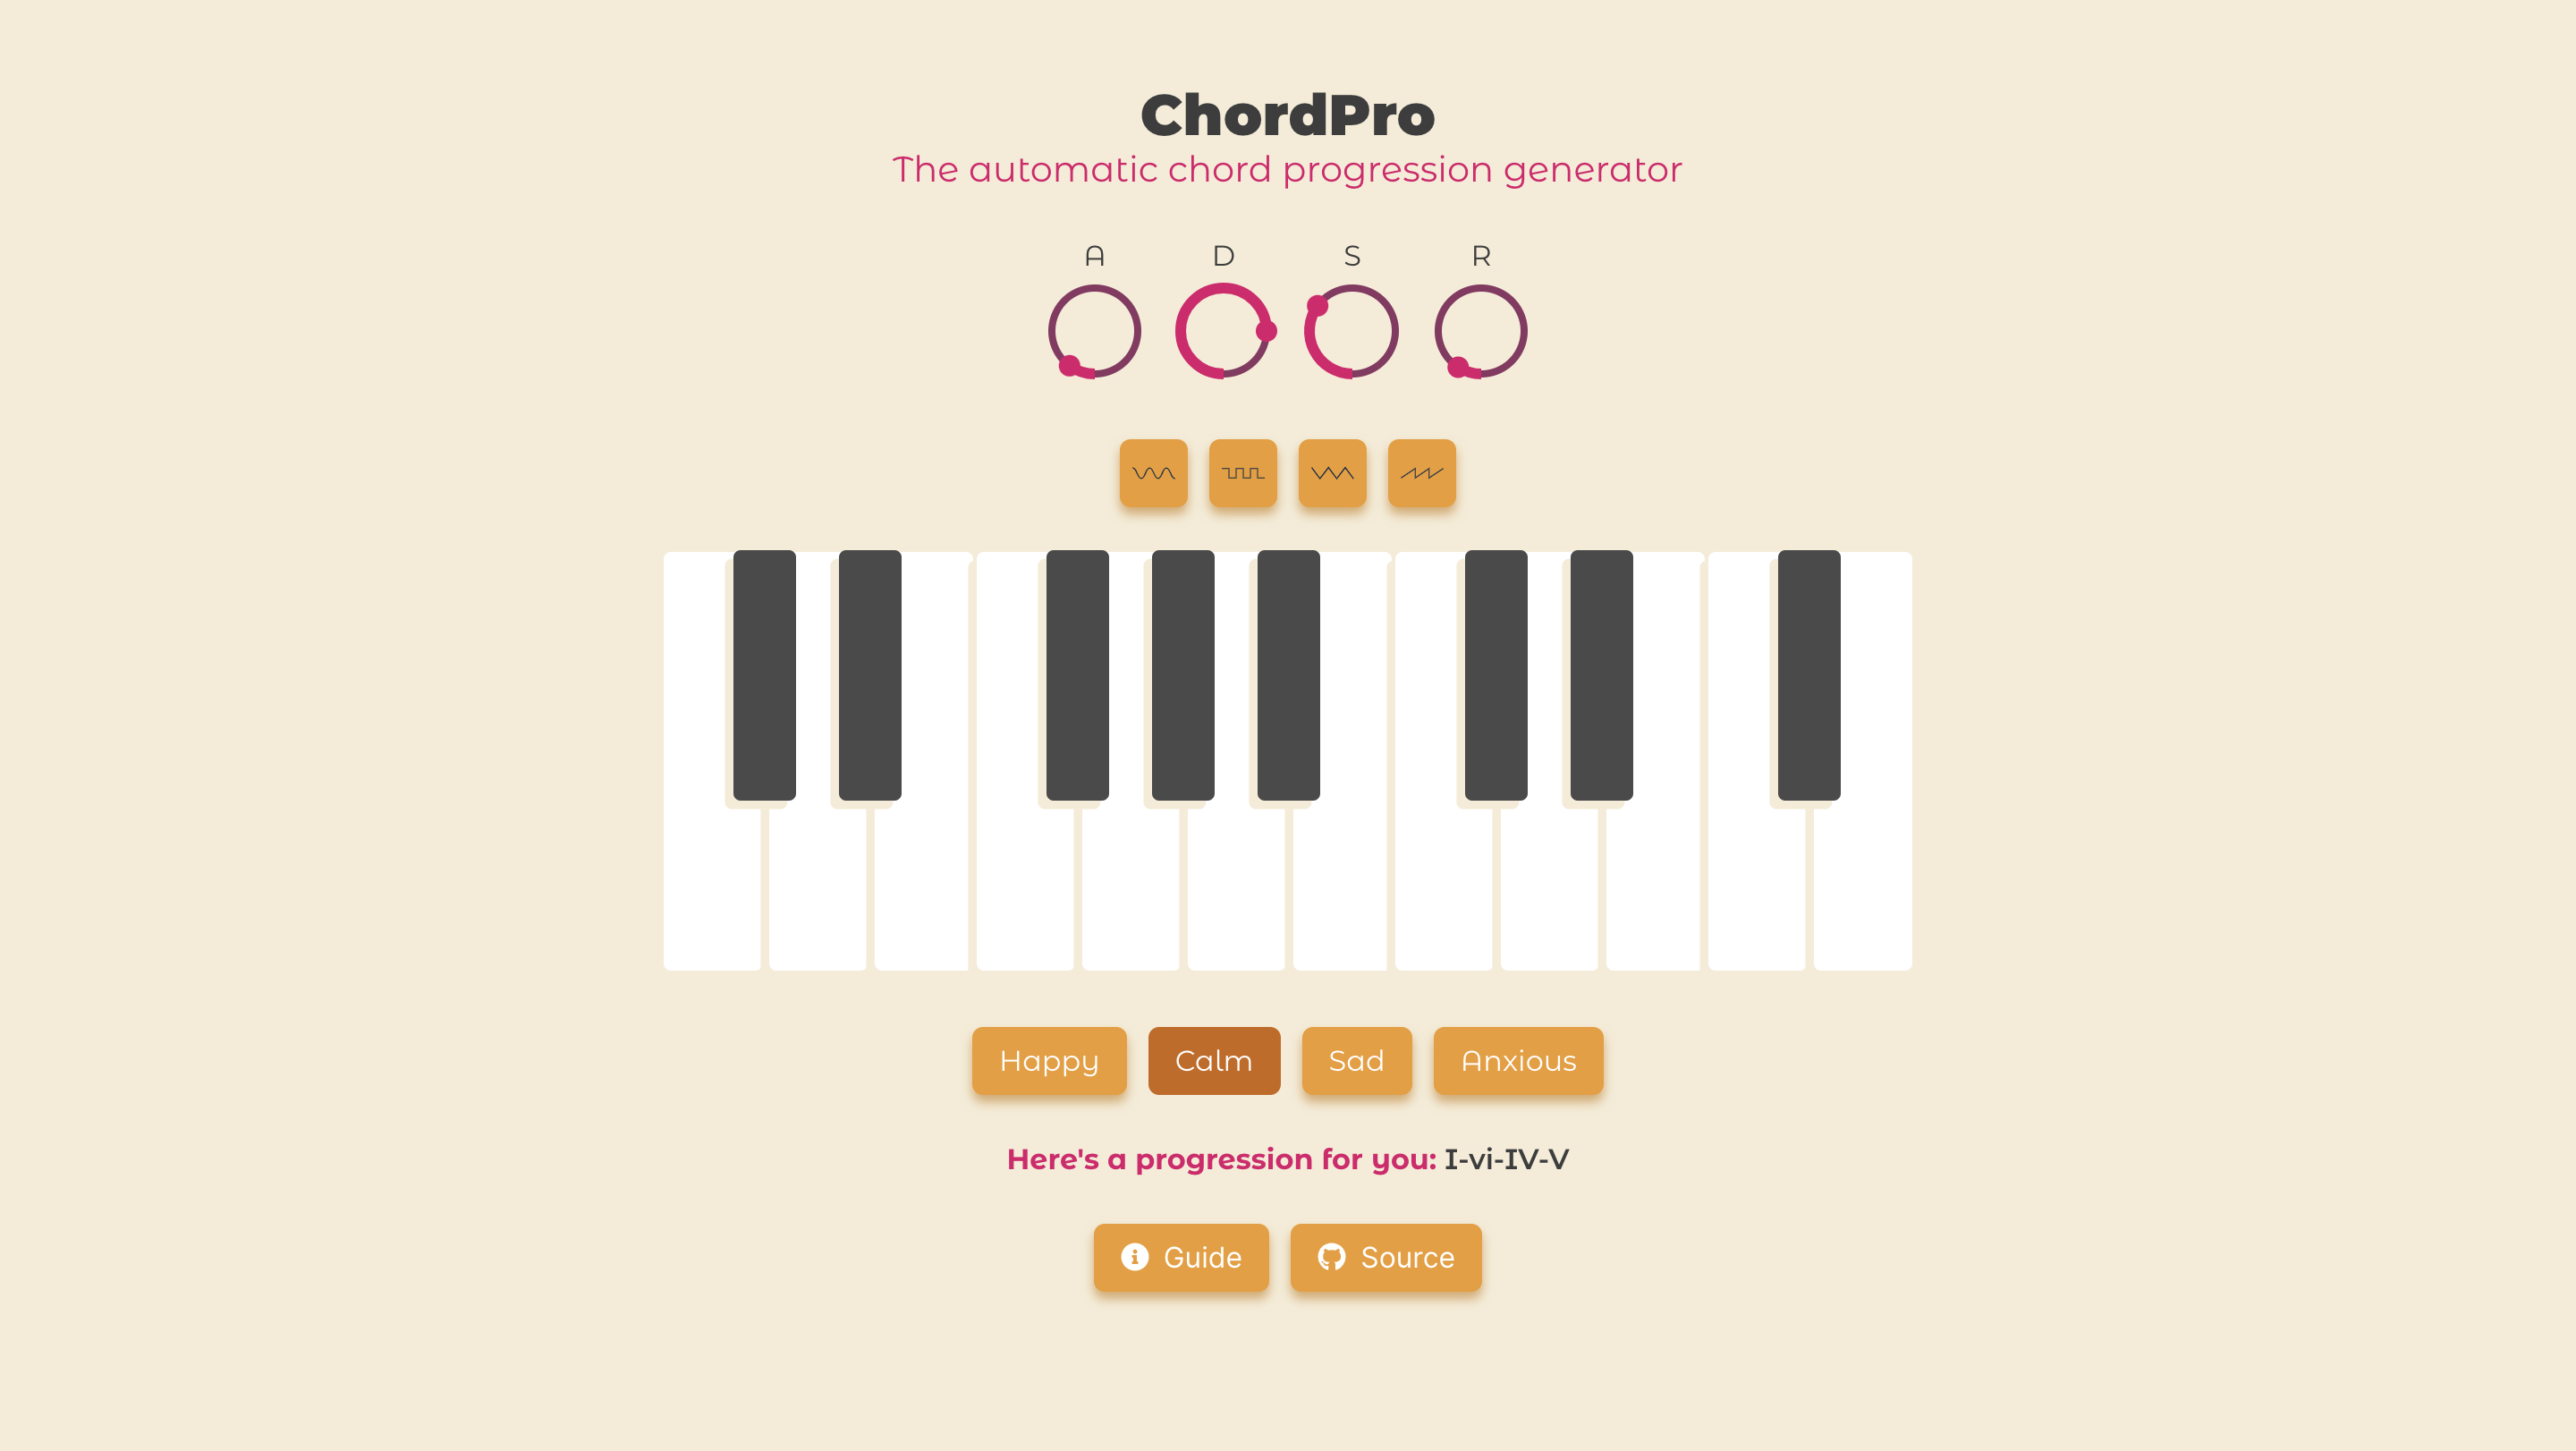 ChordPro
The automatic chord progression generator
A D S R
Happy Calm Sad Anxious
Here's a progression for you: I-vi-IV-V
Guide Source